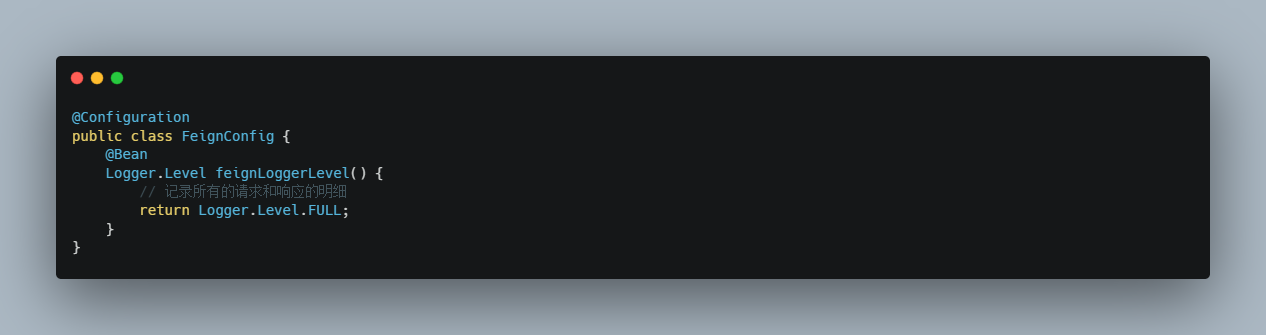 @Configuration
public class FeignConfig {
    @Bean
    Logger.Level feignLoggerLevel() {
        // 记录所有的请求和响应的明细
        return Logger.Level.FULL;
    }
}